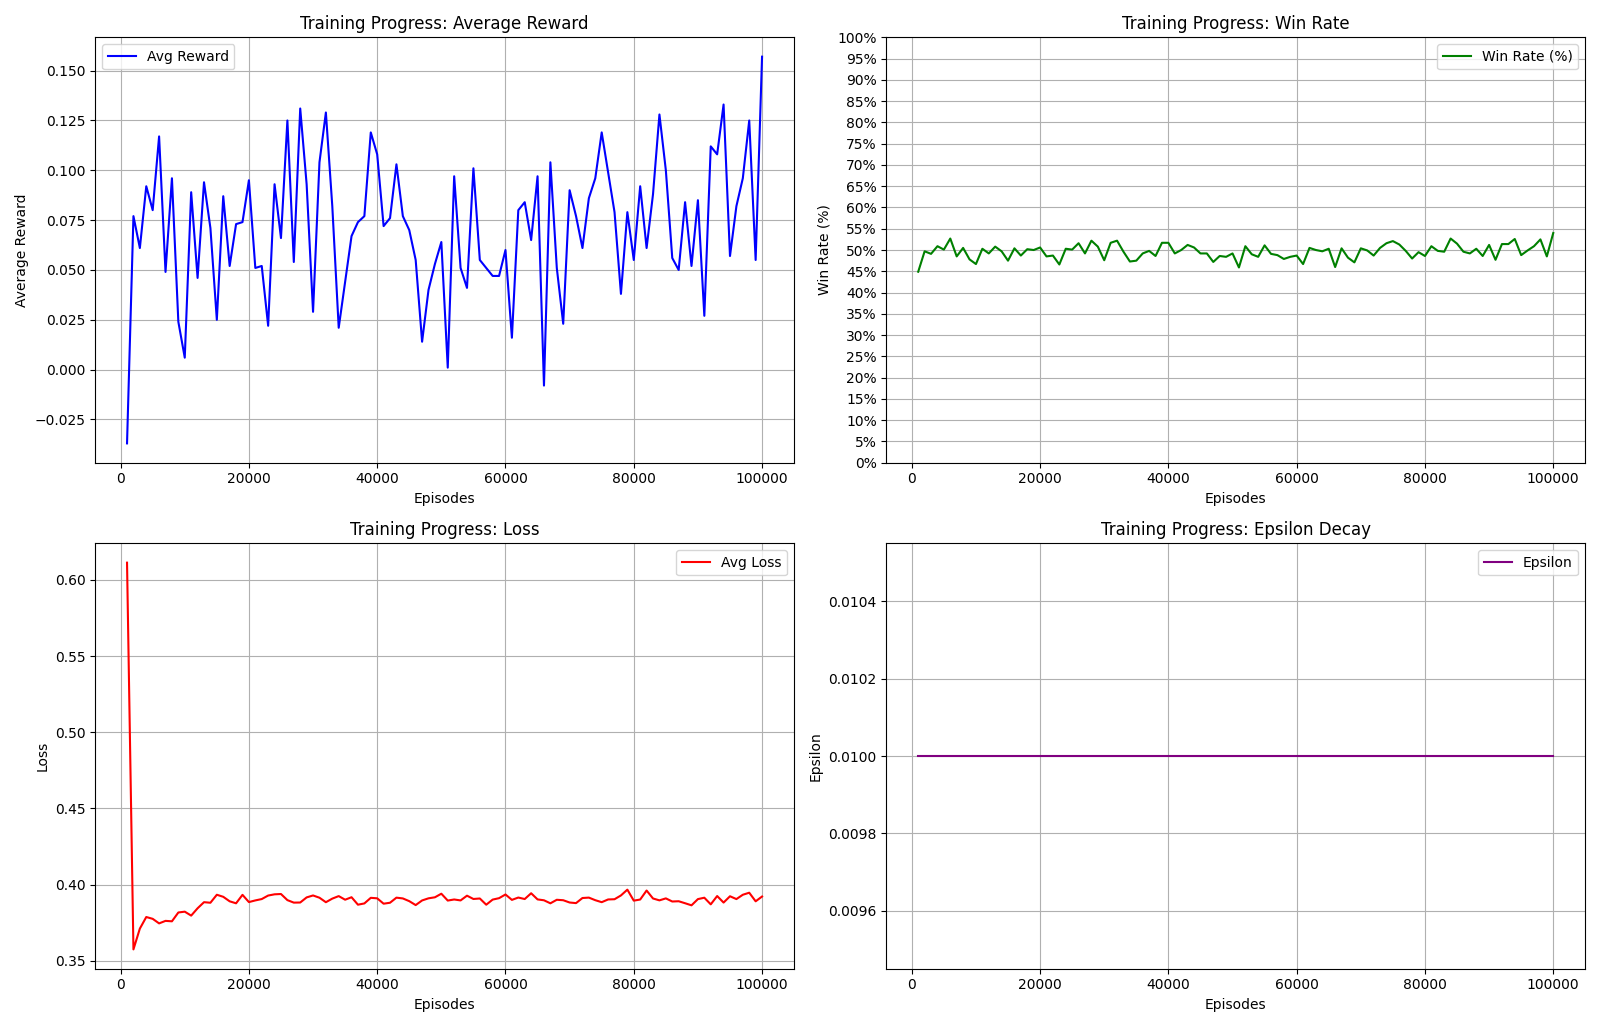 Training Progress: Average Reward
Avg Reward
0.150
0.125
0.100
0.075
0.050
0.025
0.000
−0.025
Average Reward
0 20000 40000 60000 80000 100000
Episodes
Training Progress: Win Rate
Win Rate (%)
100%
95%
90%
85%
80%
75%
70%
65%
60%
55%
50%
45%
40%
35%
30%
25%
20%
15%
10%
5%
0%
Win Rate (%)
0 20000 40000 60000 80000 100000
Episodes
Training Progress: Loss
Avg Loss
0.60
0.55
0.50
0.45
0.40
0.35
Loss
0 20000 40000 60000 80000 100000
Episodes
Training Progress: Epsilon Decay
Epsilon
0.0104
0.0102
0.0100
0.0098
0.0096
Epsilon
0 20000 40000 60000 80000 100000
Episodes